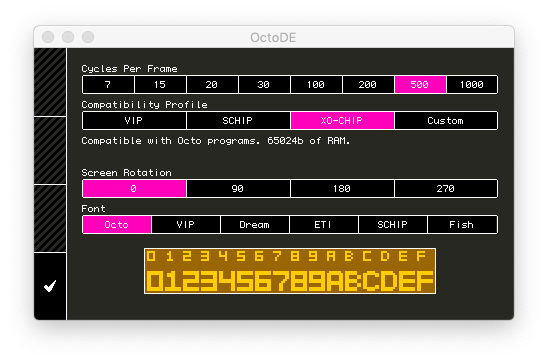 OctoDE
Cycles Per Frame
7 15 20 30 100 200 500 1000
Compatibility Profile
VIP SCHIP XO-CHIP Custom
Compatible with Octo programs. 65024b of RAM.
Screen Rotation
0 90 180 270
Font
Octo VIP Dream ETI SCHIP Fish
0 1 2 3 4 5 6 7 8 9 A B C D E F
0123456789ABCDEF